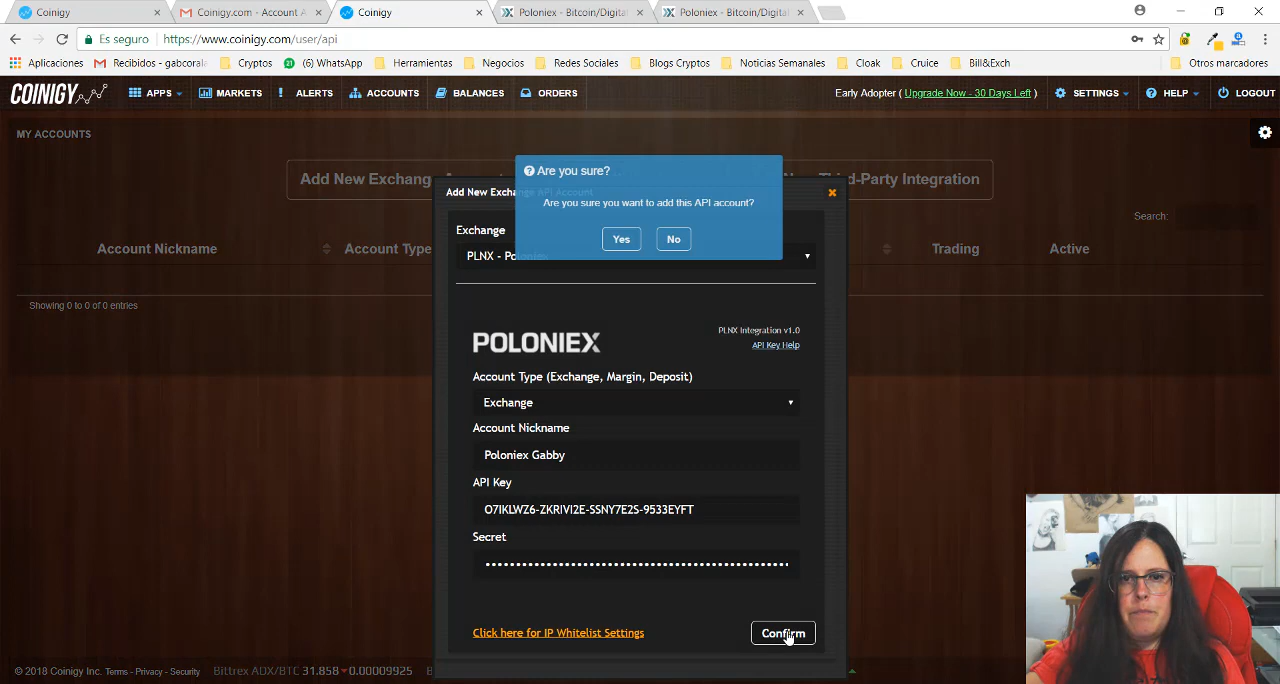 Coinigy
Coinigy.com - Account A
Coinigy
Poloniex - Bitcoin/Digital
Poloniex - Bitcoin/Digital
Es seguro
https://www.coinigy.com/user/api
Aplicaciones
Recibidos - gabcorala
Cryptos
21
(6) WhatsApp
Herramientas
Negoc
Redes Sociales
Blogs Crypto
Noticias Semanales
Cloak
Cruice
Bill&Exch
Otros marcadores
COINIGY
APPS
MARKETS
! ALERTS
ACCOUNTS
BALANCES
ORDERS
Early Adopter ( Upgrade Now - 30 Days Left )
SETTINGS
HELP
LOGOUT
MY ACCOUNTS
Add New Exchang
Third-Party Integration
Search:
Account Nickname
Account Type
Trading
Active
Showing 0 to 0 of 0 entries
Are you sure?
Are you sure you want to add this API account?
Yes
No
Add New Exchange API Account
Exchange
PLNX - Poloniex
POLONIEX
PLNX Integration v1.0
API Key Help
Account Type (Exchange, Margin, Deposit)
Exchange
Account Nickname
Poloniex Gabby
API Key
O7IKLWZ6-ZKRIVI2E-SSNY7E2S-9533EYFT
Secret
Click here for IP Whitelist Settings
Confirm
© 2018 Coinigy Inc. Terms - Privacy - Security
Bittrex ADX/BTC 31.858 0.00009925